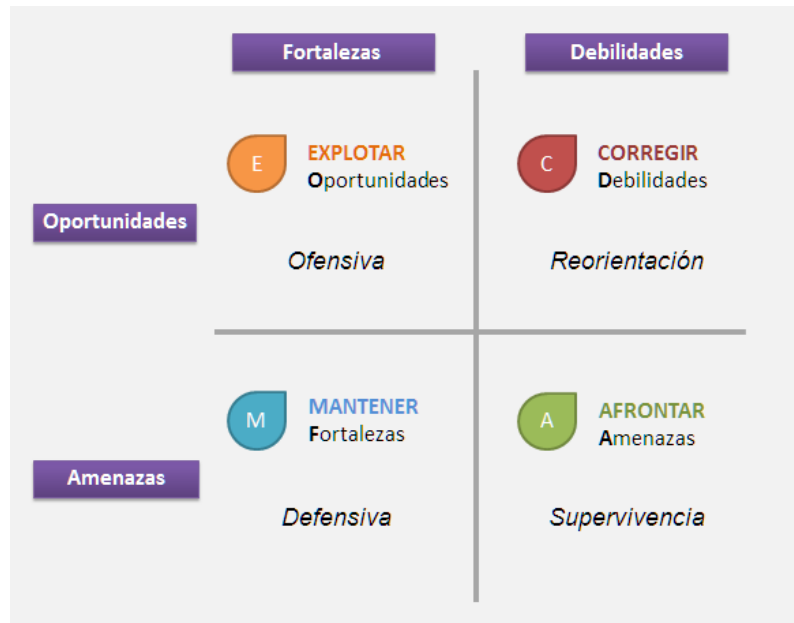 Fortalezas
Debilidades
Oportunidades
E
EXPLOTAR
Oportunidades
Ofensiva
C
CORREGIR
Debilidades
Reorientación
Amenazas
M
MANTENER
Fortalezas
Defensiva
A
AFRONTAR
Amenazas
Supervivencia